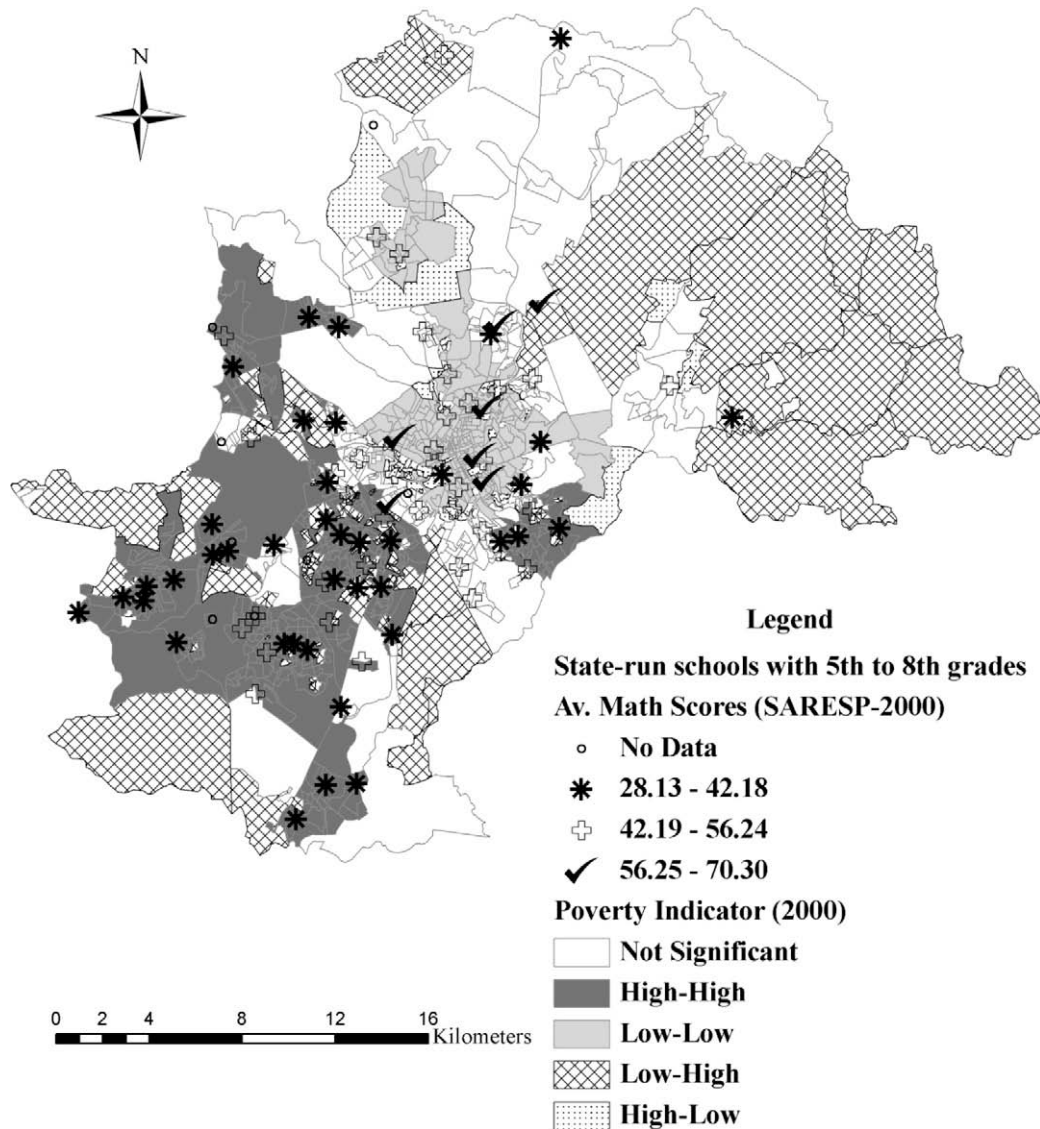 N
Legend
State-run schools with 5th to 8th grades
Av. Math Scores (SARESP-2000)
No Data
28.13 - 42.18
42.19 - 56.24
56.25 - 70.30
Poverty Indicator (2000)
Not Significant
High-High
Low-Low
Low-High
High-Low
0 2 4 8 12 16
Kilometers